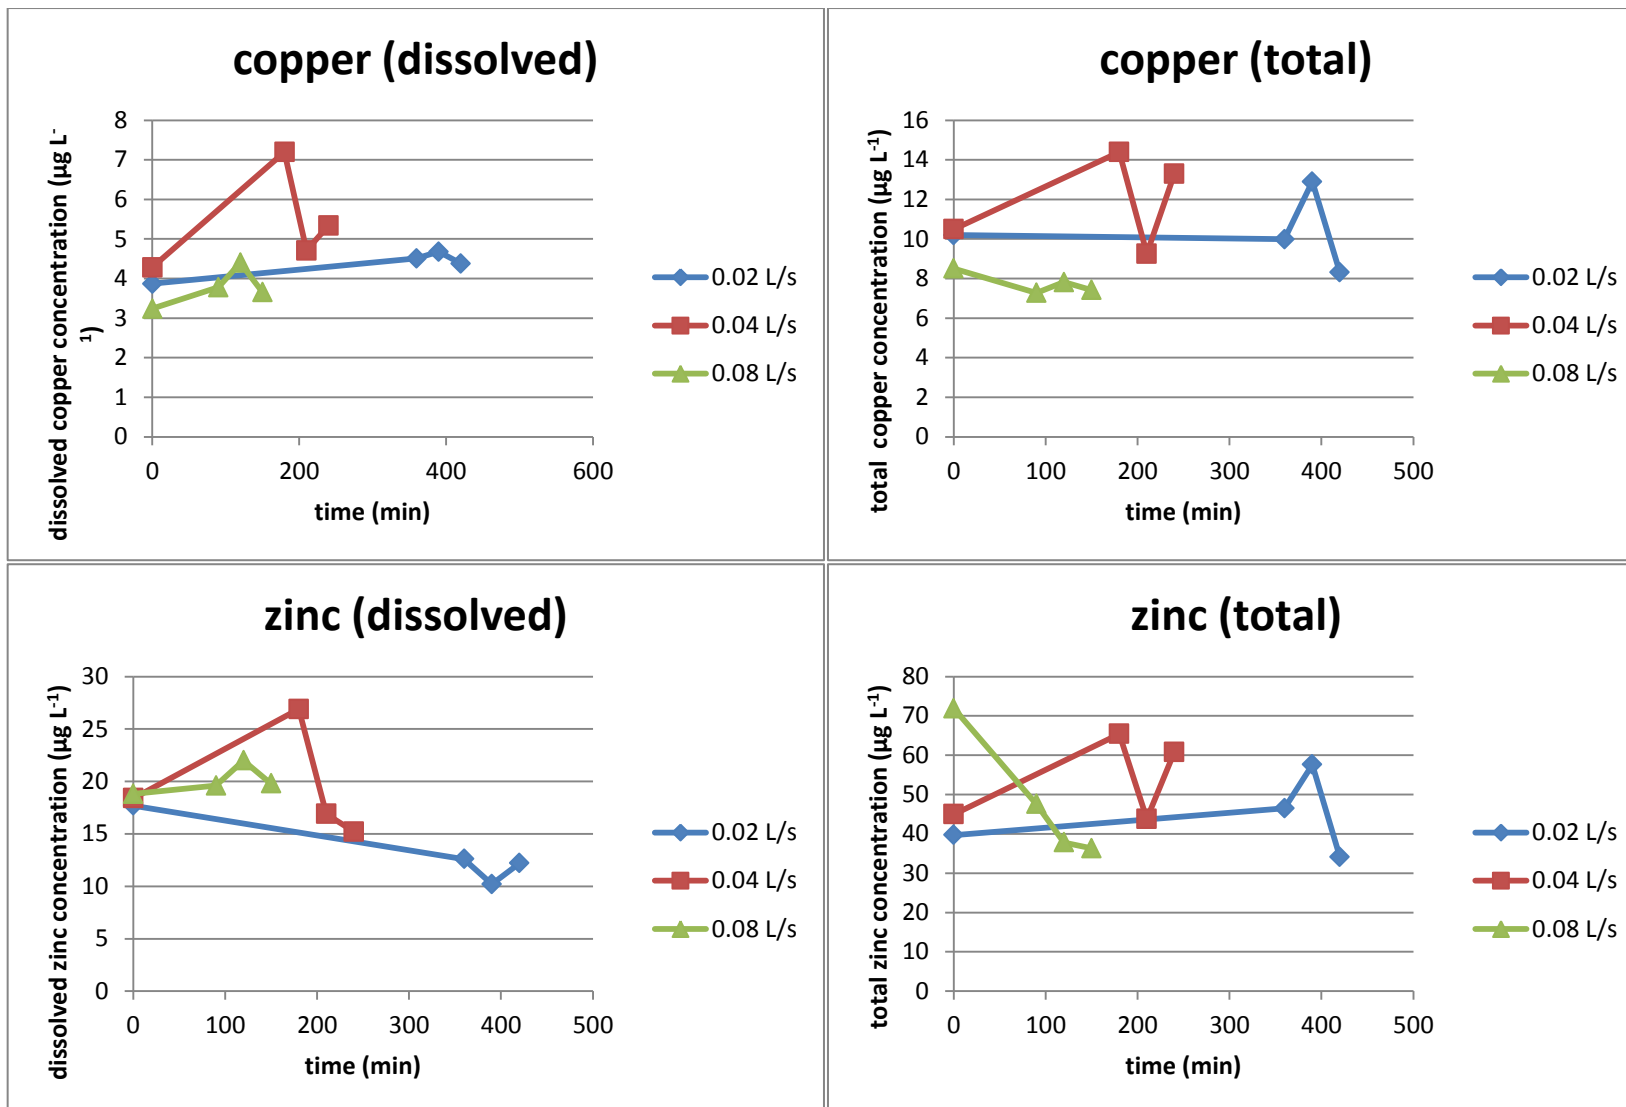 copper (dissolved)
dissolved copper concentration (µg L-
1)
8
7
6
5
4
3
2
1
0
0 200 400 600
time (min)
0.02 L/s
0.04 L/s
0.08 L/s
copper (total)
total copper concentration (µg L-1)
16
14
12
10
8
6
4
2
0
0 100 200 300 400 500
time (min)
0.02 L/s
0.04 L/s
0.08 L/s
zinc (dissolved)
dissolved zinc concentration (µg L-1)
30
25
20
15
10
5
0
0 100 200 300 400 500
time (min)
0.02 L/s
0.04 L/s
0.08 L/s
zinc (total)
total zinc concentration (µg L-1)
80
70
60
50
40
30
20
10
0
0 100 200 300 400 500
time (min)
0.02 L/s
0.04 L/s
0.08 L/s